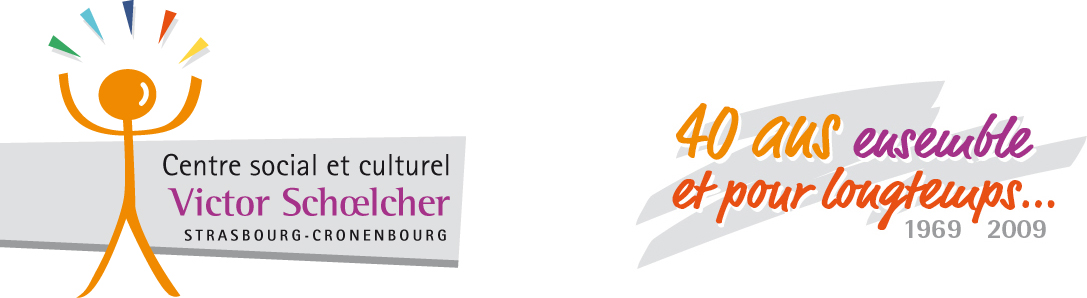 Centre social et culturel
Victor Schœlcher
STRASBOURG-CRONENBOURG
40 ans ensemble
et pour longtemps...
1969 2009